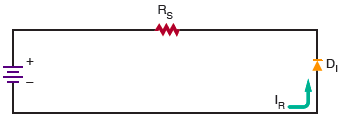 RS
+
DI
–
IR